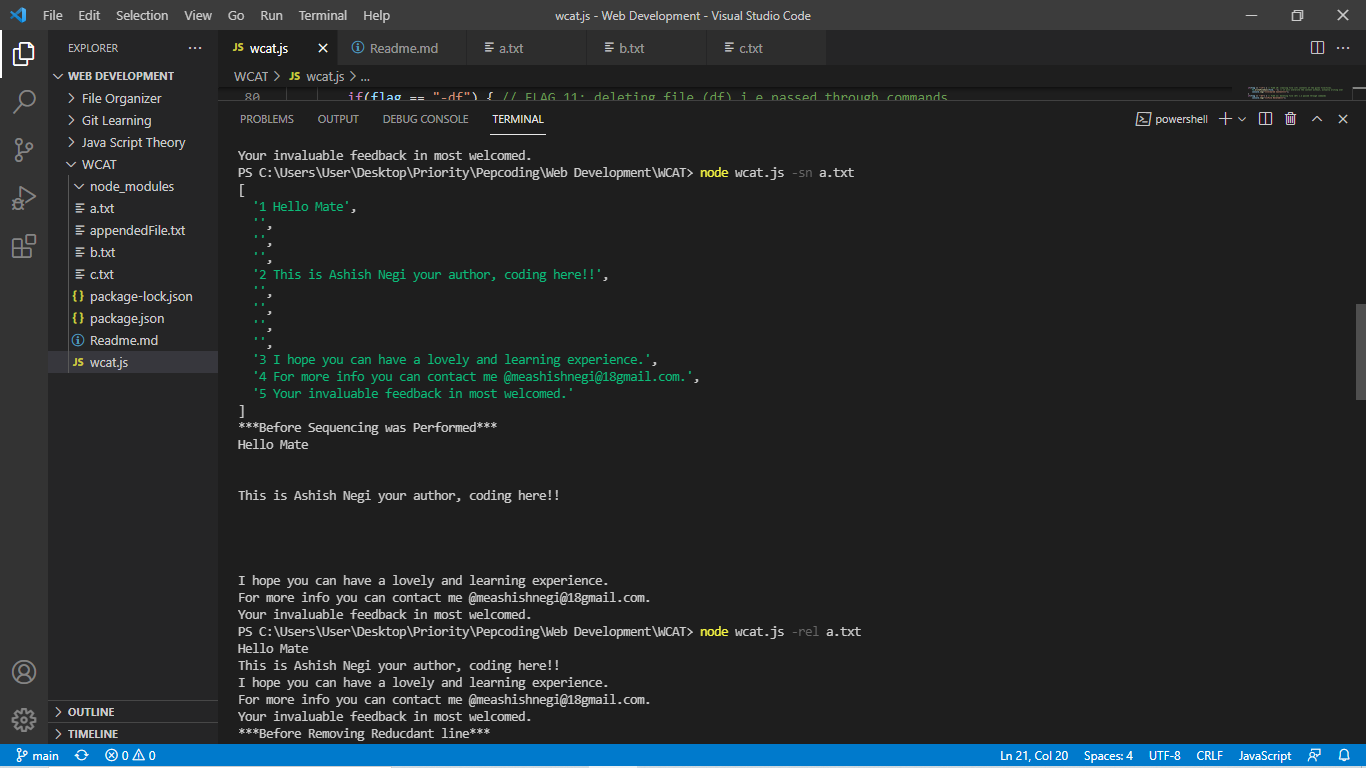 File Edit Selection View Go Run Terminal Help wcat.js - Web Development - Visual Studio Code
EXPLORER ···
WEB DEVELOPMENT
File Organizer
Git Learning
Java Script Theory
WCAT
node_modules
a.txt
appendedFile.txt
b.txt
c.txt
{} package-lock.json
{} package.json
Readme.md
JS wcat.js
OUTLINE
TIMELINE
JS wcat.js Readme.md a.txt b.txt c.txt
WCAT > JS wcat.js > ...
80 if(flag == "-df") { // FLAG 11: deleting file (df) i.e passed through commands
PROBLEMS OUTPUT DEBUG CONSOLE TERMINAL powershell
Your invaluable feedback in most welcomed.
PS C:\Users\User\Desktop\Priority\Pepcoding\Web Development\WCAT> node wcat.js -sn a.txt
[
'1 Hello Mate',
'',
'',
'',
'2 This is Ashish Negi your author, coding here!!',
'',
'',
'',
'',
'3 I hope you can have a lovely and learning experience.',
'4 For more info you can contact me @meashishnegi@18gmail.com.',
'5 Your invaluable feedback in most welcomed.'
]
***Before Sequencing was Performed***
Hello Mate
This is Ashish Negi your author, coding here!!
I hope you can have a lovely and learning experience.
For more info you can contact me @meashishnegi@18gmail.com.
Your invaluable feedback in most welcomed.
PS C:\Users\User\Desktop\Priority\Pepcoding\Web Development\WCAT> node wcat.js -rel a.txt
Hello Mate
This is Ashish Negi your author, coding here!!
I hope you can have a lovely and learning experience.
For more info you can contact me @meashishnegi@18gmail.com.
Your invaluable feedback in most welcomed.
***Before Removing Reducdant line***
main 0 0 Ln 21, Col 20 Spaces: 4 UTF-8 CRLF JavaScript